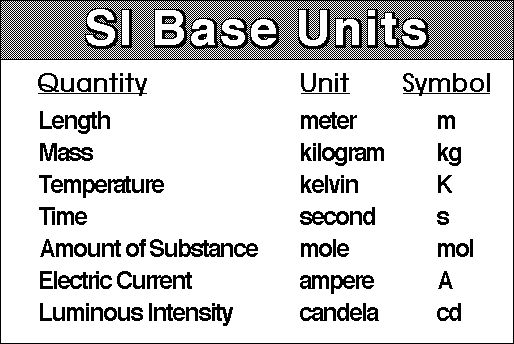 SI Base Units
Quantity Unit Symbol
Length meter m
Mass kilogram kg
Temperature kelvin K
Time second s
Amount of Substance mole mol
Electric Current ampere A
Luminous Intensity candela cd